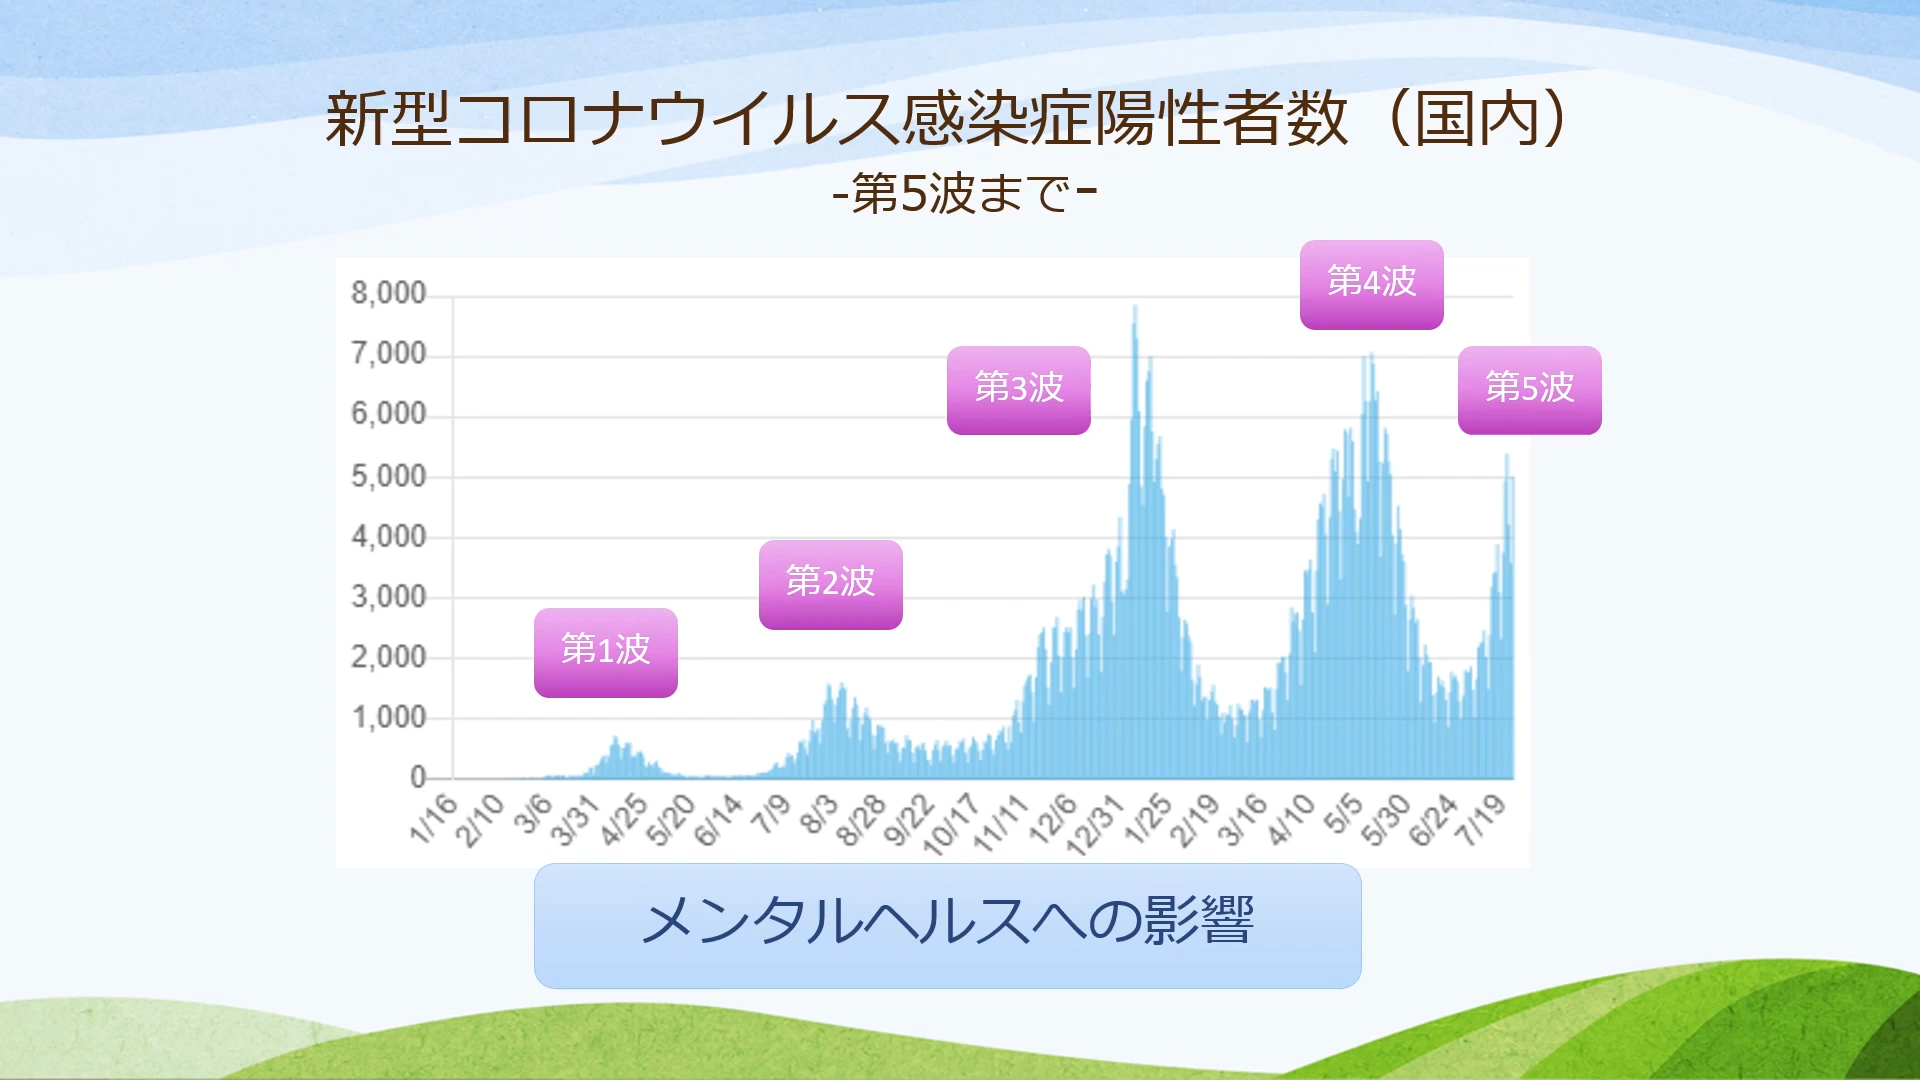 新型コロナウイルス感染症陽性者数（国内）
-第5波まで-
第4波
第3波
第5波
第2波
第1波
8,000
7,000
6,000
5,000
4,000
3,000
2,000
1,000
0
1/16 2/10 3/6 3/31 4/25 5/20 6/14 7/9 8/3 8/28 9/22 10/17 11/11 12/6 12/31 1/25 2/19 3/16 4/10 5/5 5/30 6/24 7/19
メンタルヘルスへの影響